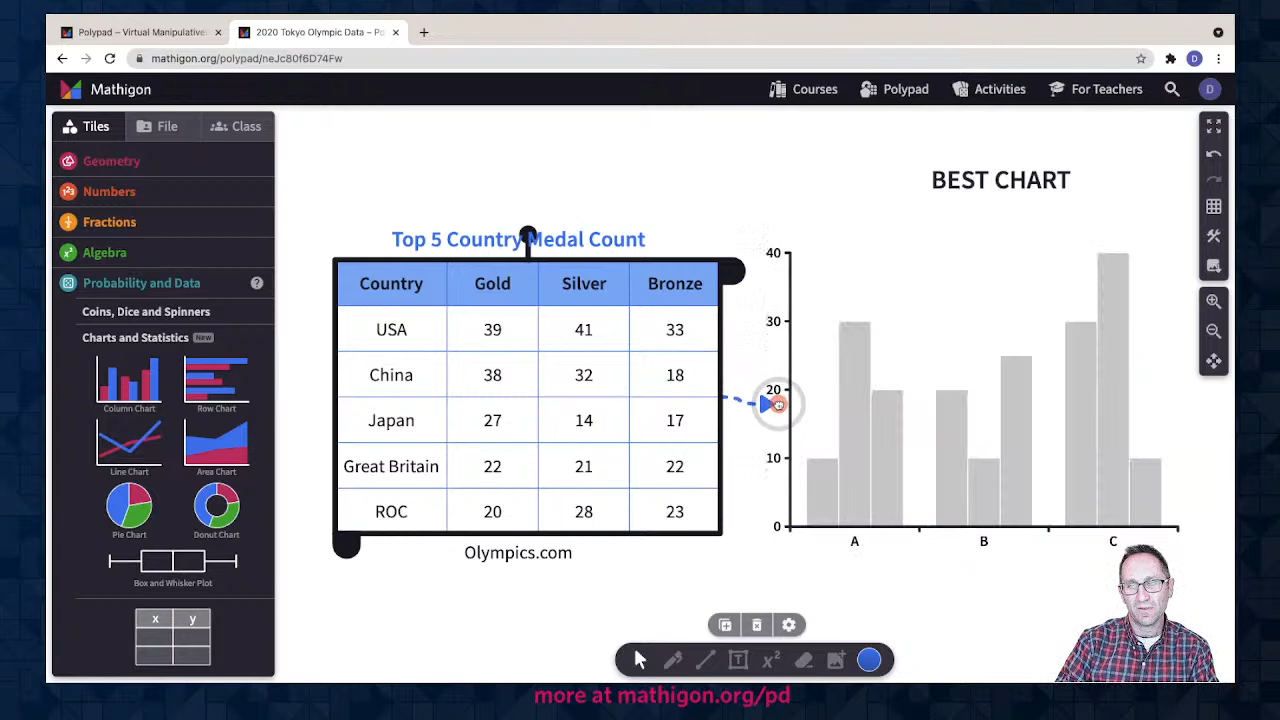 Polypad – Virtual Manipulatives
2020 Tokyo Olympic Data – Po
mathigon.org/polypad/neJc80f6D74Fw
D
Mathigon
Courses
Polypad
Activities
For Teachers
D
Tiles
File
Class
Geometry
Numbers
Fractions
Algebra
Probability and Data
?
Coins, Dice and Spinners
Charts and Statistics New
Column Chart
Row Chart
Line Chart
Area Chart
Pie Chart
Donut Chart
Box and Whisker Plot
x y
Top 5 Country Medal Count
Country Gold Silver Bronze
USA 39 41 33
China 38 32 18
Japan 27 14 17
Great Britain 22 21 22
ROC 20 28 23
Olympics.com
BEST CHART
40
30
20
10
0
A B C
T x²
more at mathigon.org/pd